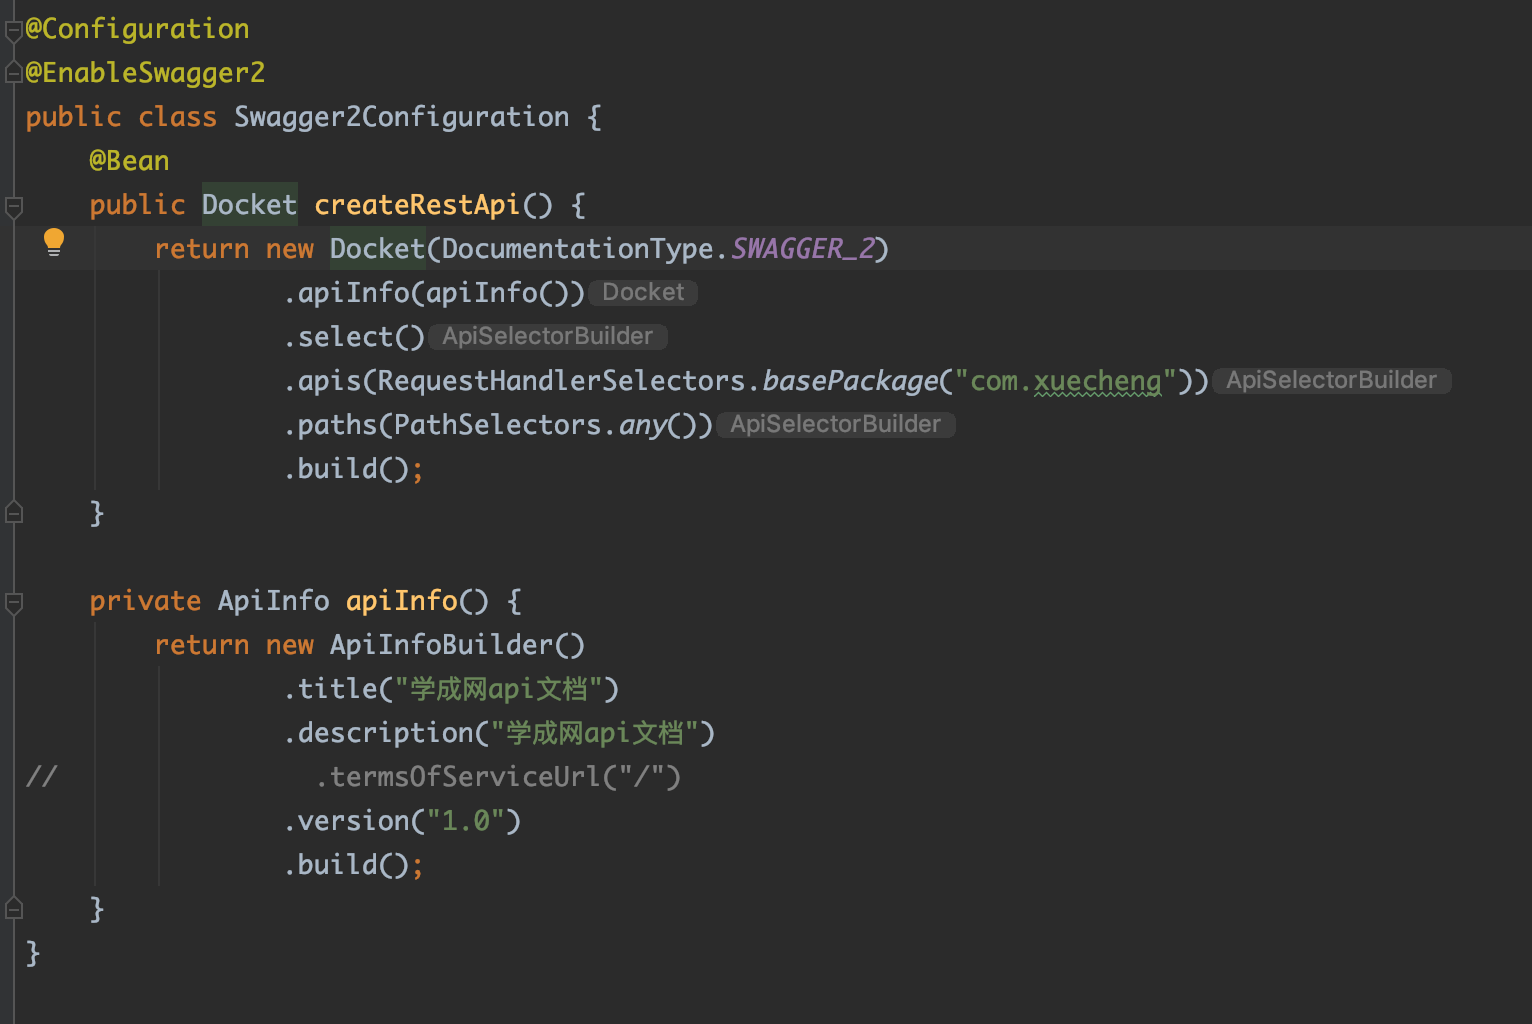 @Configuration
@EnableSwagger2
public class Swagger2Configuration {
    @Bean
    public Docket createRestApi() {
        return new Docket(DocumentationType.SWAGGER_2)
                .apiInfo(apiInfo()) Docket
                .select() ApiSelectorBuilder
                .apis(RequestHandlerSelectors.basePackage("com.xuecheng")) ApiSelectorBuilder
                .paths(PathSelectors.any()) ApiSelectorBuilder
                .build();
    }
    private ApiInfo apiInfo() {
        return new ApiInfoBuilder()
                .title("学成网api文档")
                .description("学成网api文档")
//                .termsOfServiceUrl("/")
                .version("1.0")
                .build();
    }
}